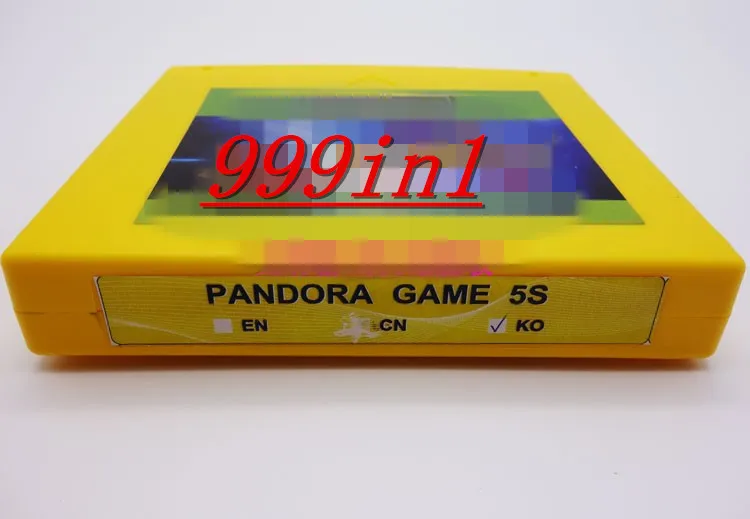 999in1
PANDORA GAME 5S
EN CN KO